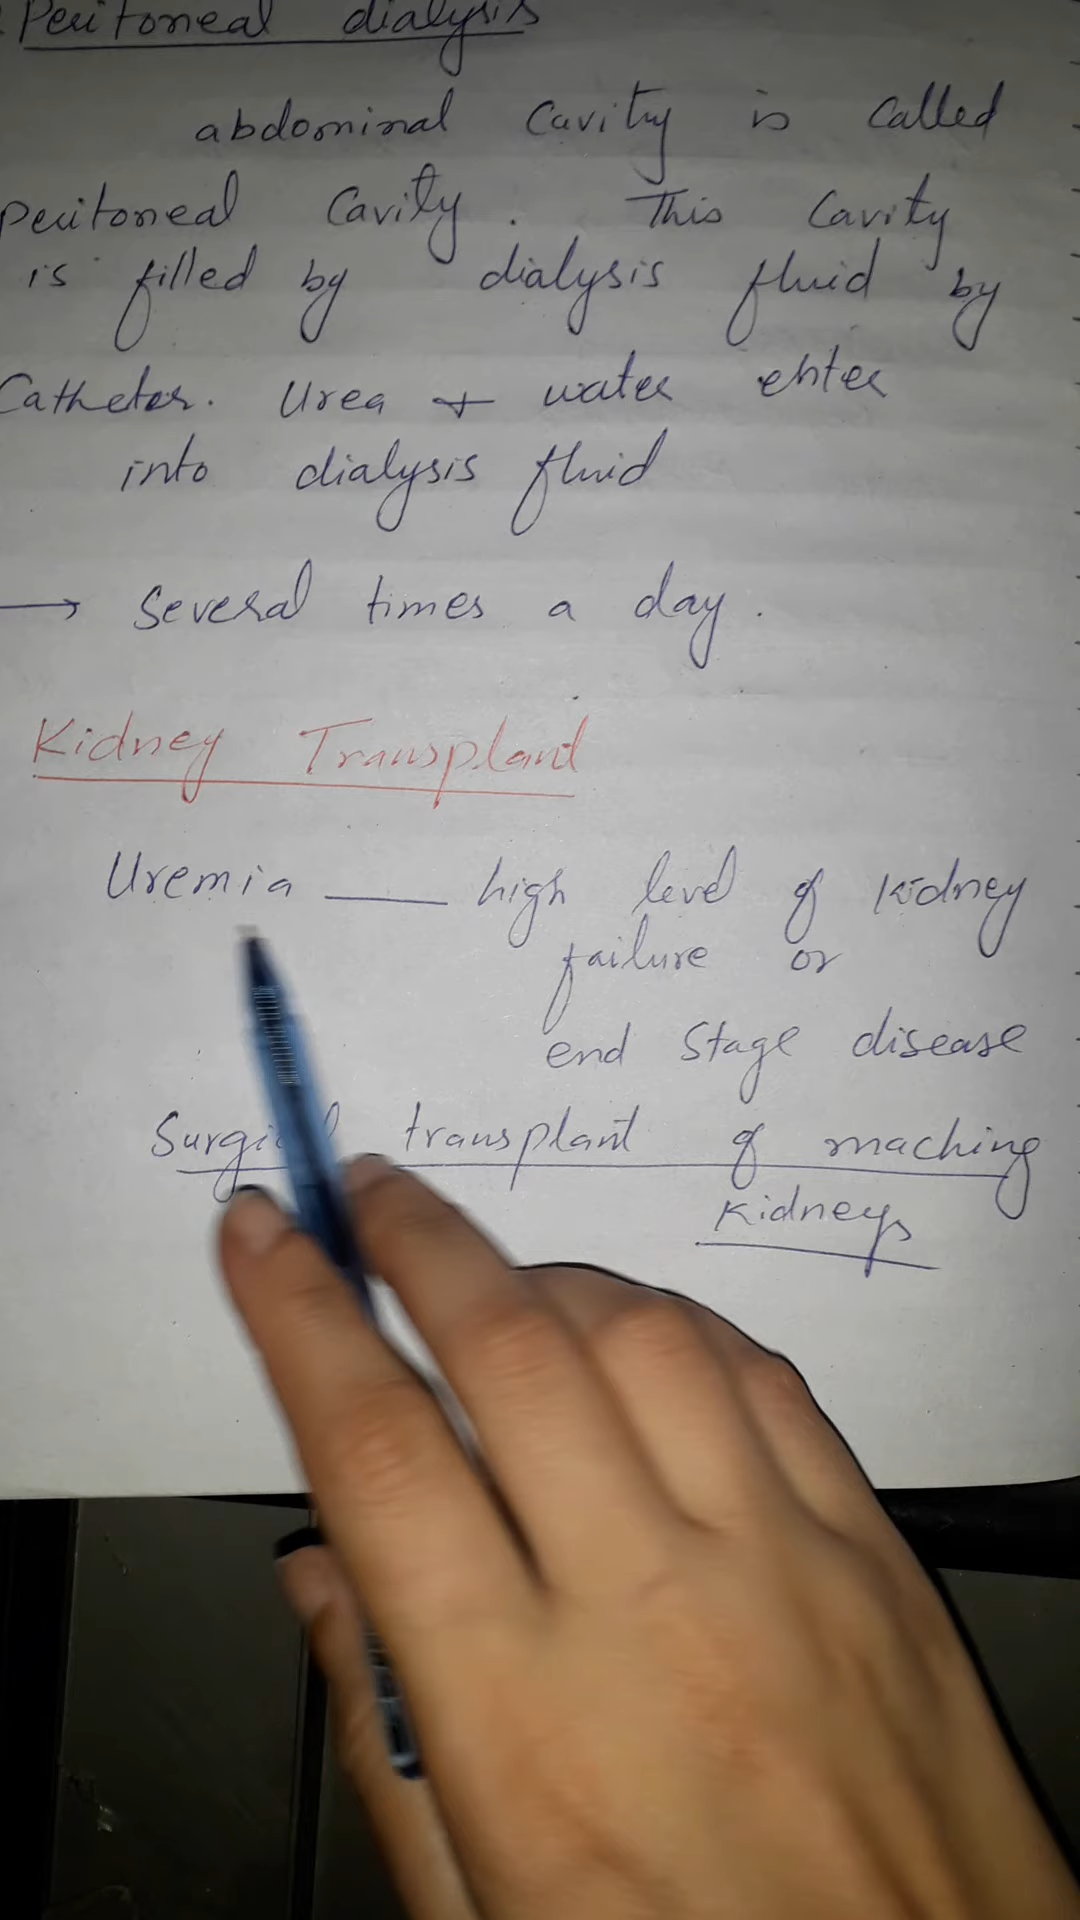 Peritoneal dialysis
abdominal Cavity is called
peritoneal Cavity. This Cavity
is filled by dialysis fluid by
Catheter. Urea + water enter
into dialysis fluid
→ Several times a day.
Kidney Transplant
Uremia — high level of kidney
failure or
end Stage disease
Surgical transplant of maching
Kidneys